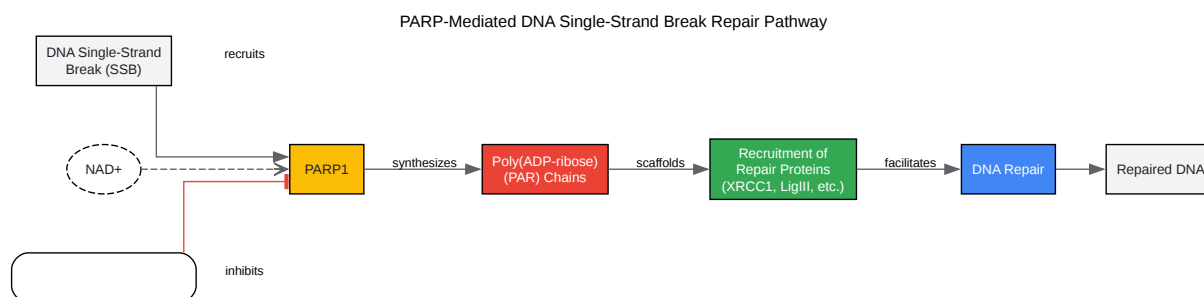 PARP-Mediated DNA Single-Strand Break Repair Pathway
DNA Single-Strand
Break (SSB)
recruits
NAD+
PARP1
synthesizes
Poly(ADP-ribose)
(PAR) Chains
scaffolds
Recruitment of
Repair Proteins
(XRCC1, LigIII, etc.)
facilitates
DNA Repair
Repaired DNA
inhibits